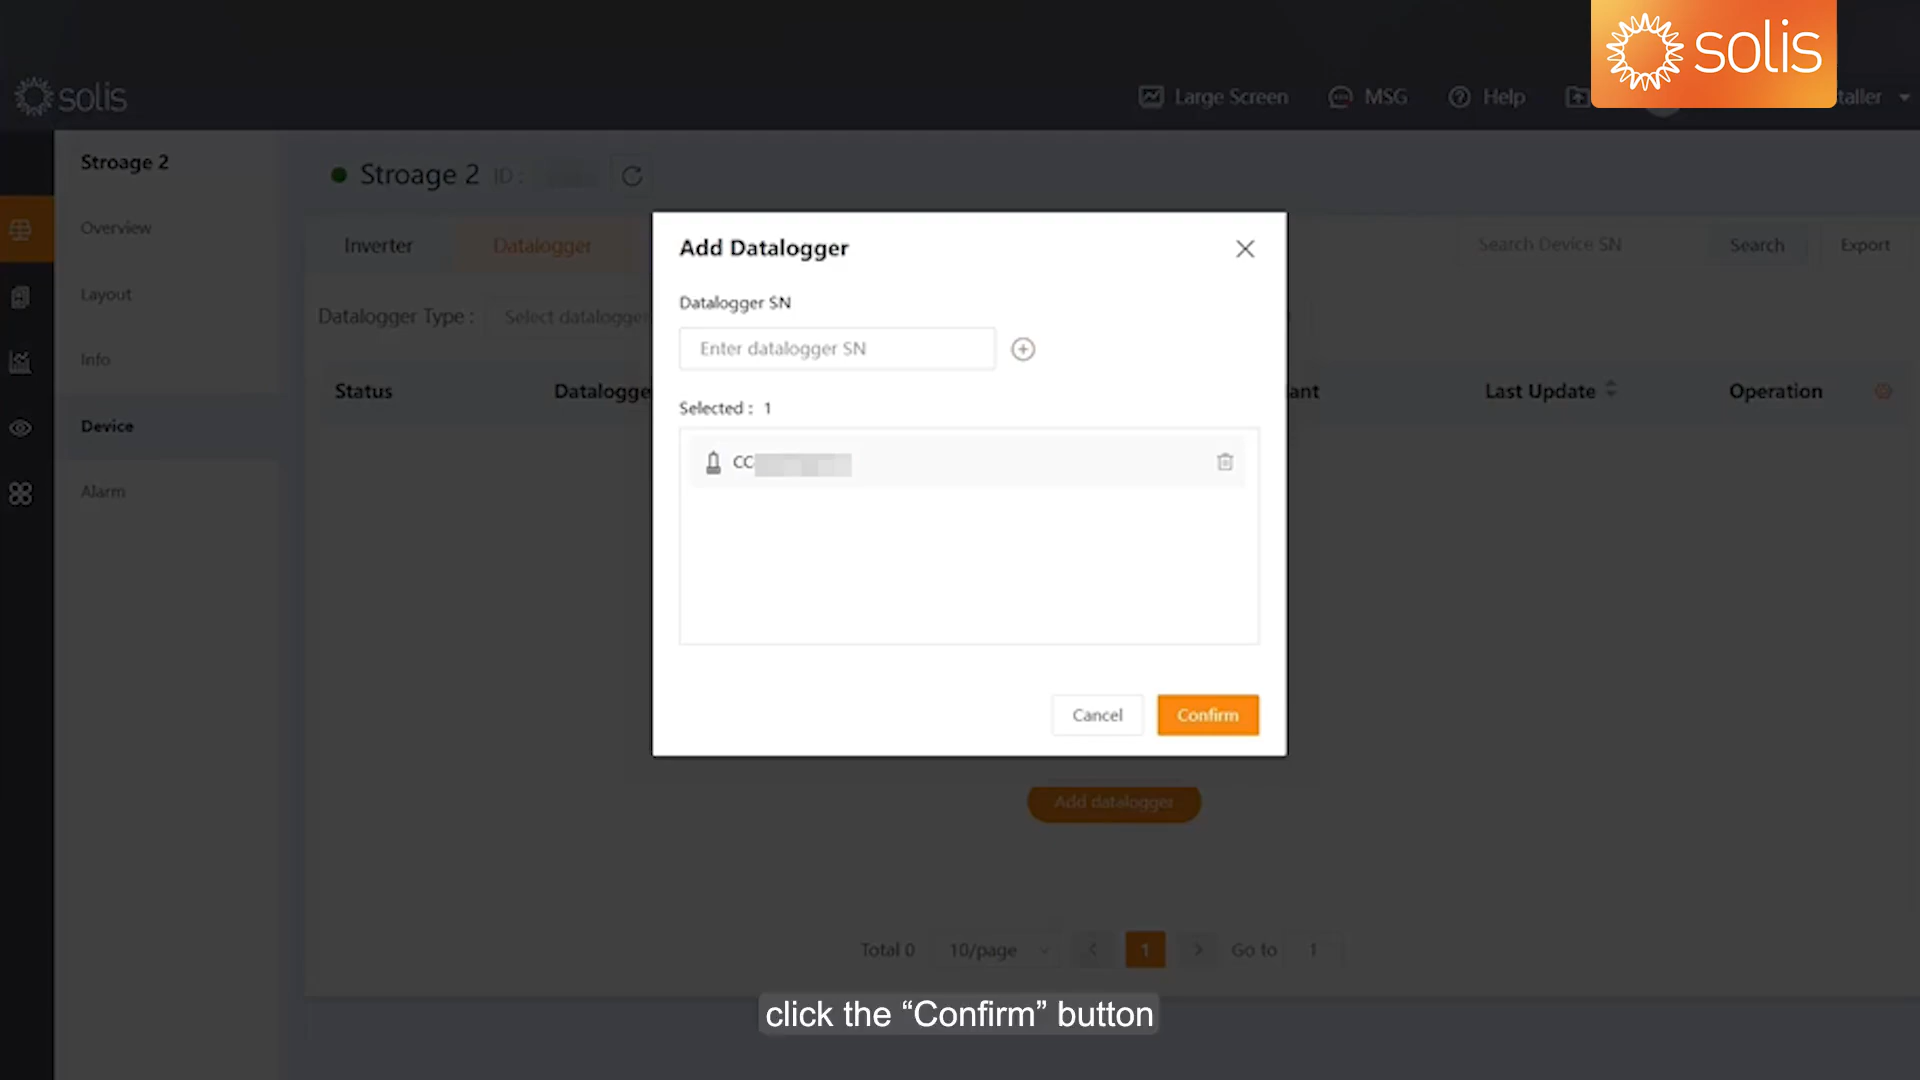 solis
solis
Large Screen
MSG
Help
taller
Stroage 2
Overview
Layout
Info
Device
Alarm
Stroage 2 ID :
Inverter
Datalogger
Search Device SN
Search
Export
Datalogger Type :
Select datalogger
Status
Datalogge
ant
Last Update
Operation
Add Datalogger
Datalogger SN
Enter datalogger SN
Selected : 1
CC
Cancel
Confirm
Add datalogger
Total 0
10/page
1
Go to
1
click the “Confirm” button